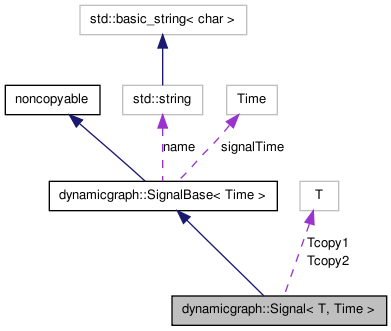 std::basic_string< char >
noncopyable
std::string
Time
name
signalTime
dynamicgraph::SignalBase< Time >
T
Tcopy1
Tcopy2
dynamicgraph::Signal< T, Time >